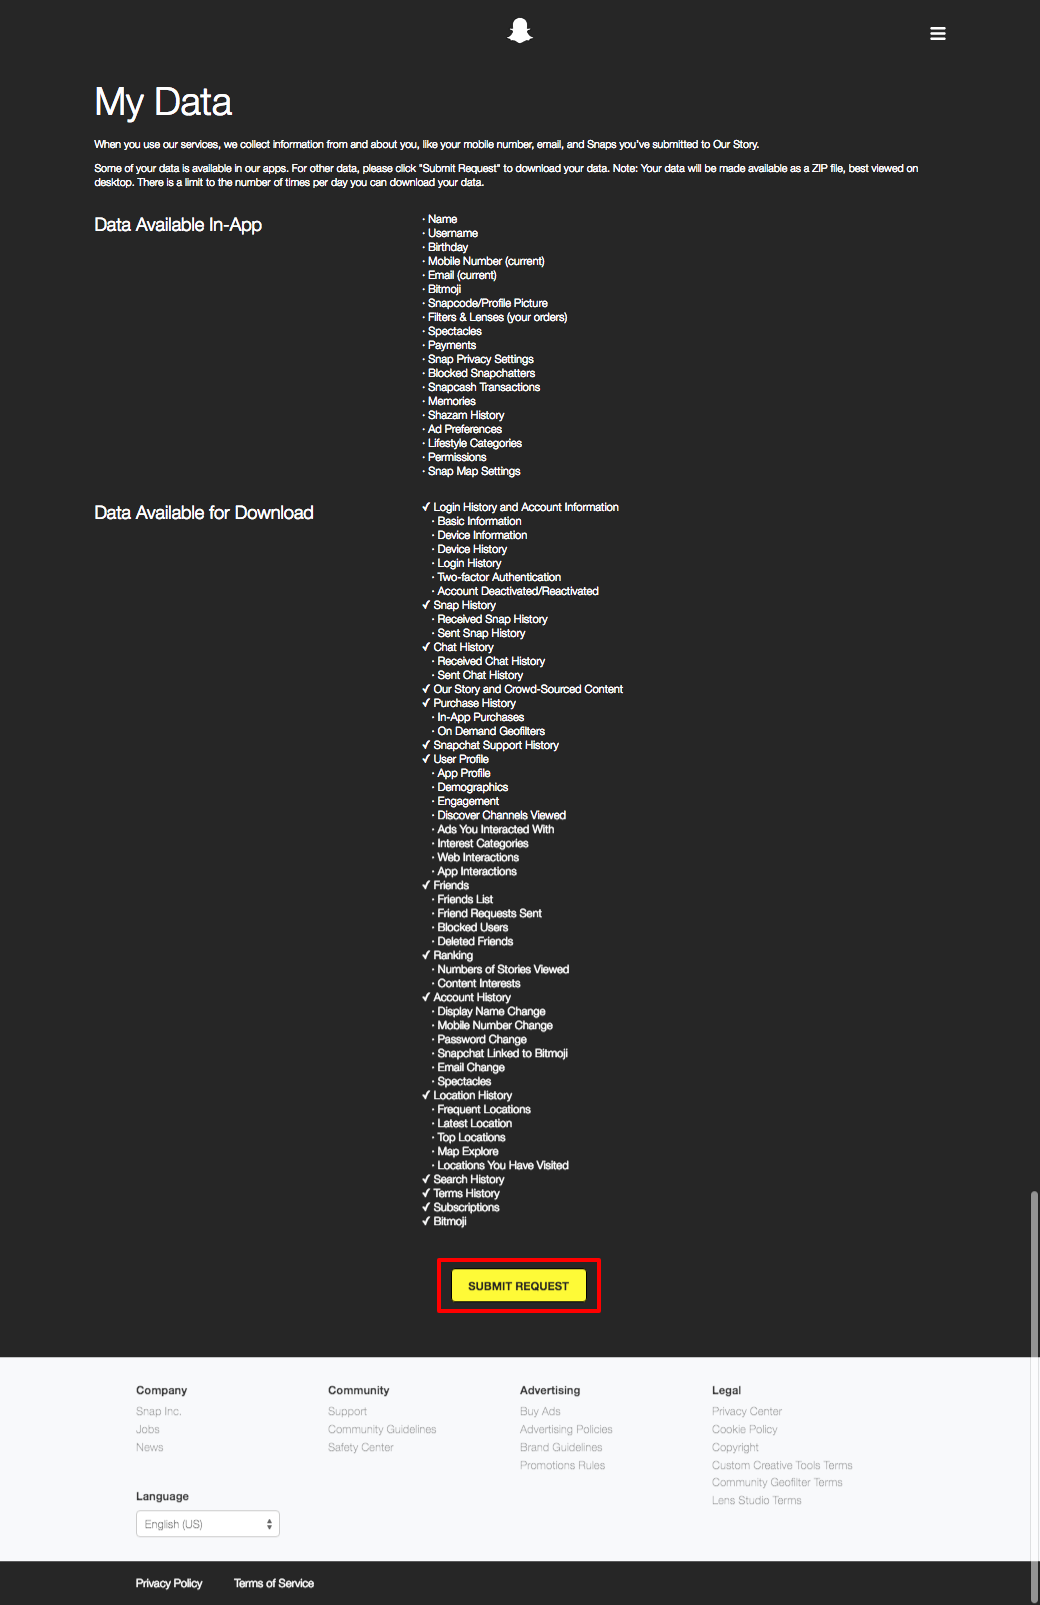 My Data
When you use our services, we collect information from and about you, like your mobile number, email, and Snaps you've submitted to Our Story.
Some of your data is available in our apps. For other data, please click "Submit Request" to download your data. Note: Your data will be made available as a ZIP file, best viewed on
desktop. There is a limit to the number of times per day you can download your data.
Data Available In-App
· Name
· Username
· Birthday
· Mobile Number (current)
· Email (current)
· Bitmoji
· Snapcode/Profile Picture
· Filters & Lenses (your orders)
· Spectacles
· Payments
· Snap Privacy Settings
· Blocked Snapchatters
· Snapcash Transactions
· Memories
· Shazam History
· Ad Preferences
· Lifestyle Categories
· Permissions
· Snap Map Settings
Data Available for Download
✓ Login History and Account Information
· Basic Information
· Device Information
· Device History
· Login History
· Two-factor Authentication
· Account Deactivated/Reactivated
✓ Snap History
· Received Snap History
· Sent Snap History
✓ Chat History
· Received Chat History
· Sent Chat History
✓ Our Story and Crowd-Sourced Content
✓ Purchase History
· In-App Purchases
· On Demand Geofilters
✓ Snapchat Support History
✓ User Profile
· App Profile
· Demographics
· Engagement
· Discover Channels Viewed
· Ads You Interacted With
· Interest Categories
· Web Interactions
· App Interactions
✓ Friends
· Friends List
· Friend Requests Sent
· Blocked Users
· Deleted Friends
✓ Ranking
· Numbers of Stories Viewed
· Content Interests
✓ Account History
· Display Name Change
· Mobile Number Change
· Password Change
· Snapchat Linked to Bitmoji
· Email Change
· Spectacles
✓ Location History
· Frequent Locations
· Latest Location
· Top Locations
· Map Explore
· Locations You Have Visited
✓ Search History
✓ Terms History
✓ Subscriptions
✓ Bitmoji
SUBMIT REQUEST
Company
Snap Inc.
Jobs
News
Community
Support
Community Guidelines
Safety Center
Advertising
Buy Ads
Advertising Policies
Brand Guidelines
Promotions Rules
Legal
Privacy Center
Cookie Policy
Copyright
Custom Creative Tools Terms
Community Geofilter Terms
Lens Studio Terms
Language
English (US)
Privacy Policy Terms of Service